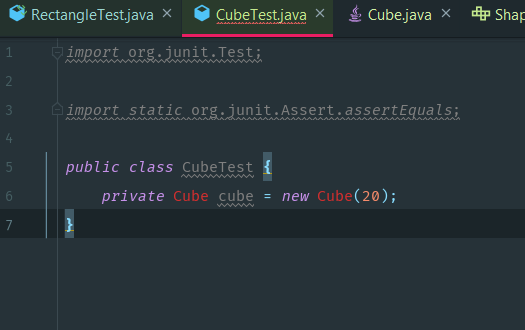 RectangleTest.java × CubeTest.java × Cube.java × Shap
1 import org.junit.Test;
2
3 import static org.junit.Assert.assertEquals;
4
5 public class CubeTest {
6 private Cube cube = new Cube(20);
7 }